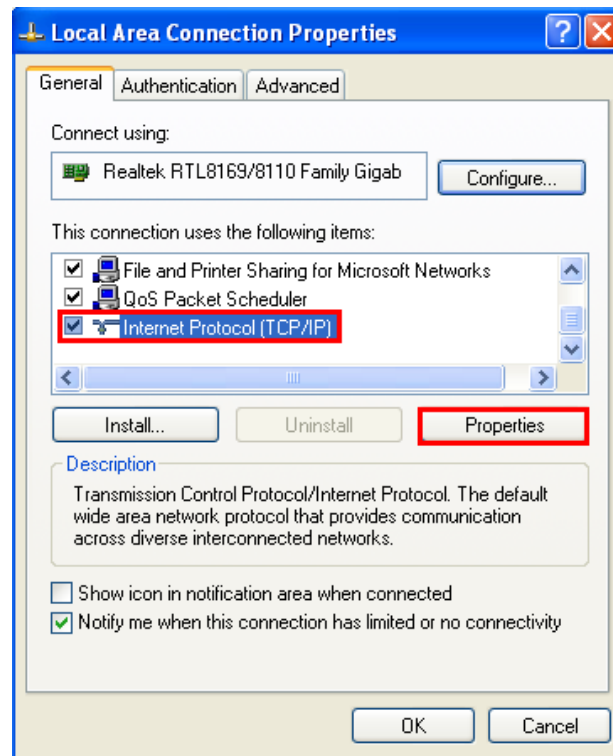 Local Area Connection Properties
General Authentication Advanced
Connect using:
Realtek RTL8169/8110 Family Gigab Configure...
This connection uses the following items:
File and Printer Sharing for Microsoft Networks
QoS Packet Scheduler
Internet Protocol (TCP/IP)
Install... Uninstall Properties
Description
Transmission Control Protocol/Internet Protocol. The default
wide area network protocol that provides communication
across diverse interconnected networks.
Show icon in notification area when connected
Notify me when this connection has limited or no connectivity
OK Cancel